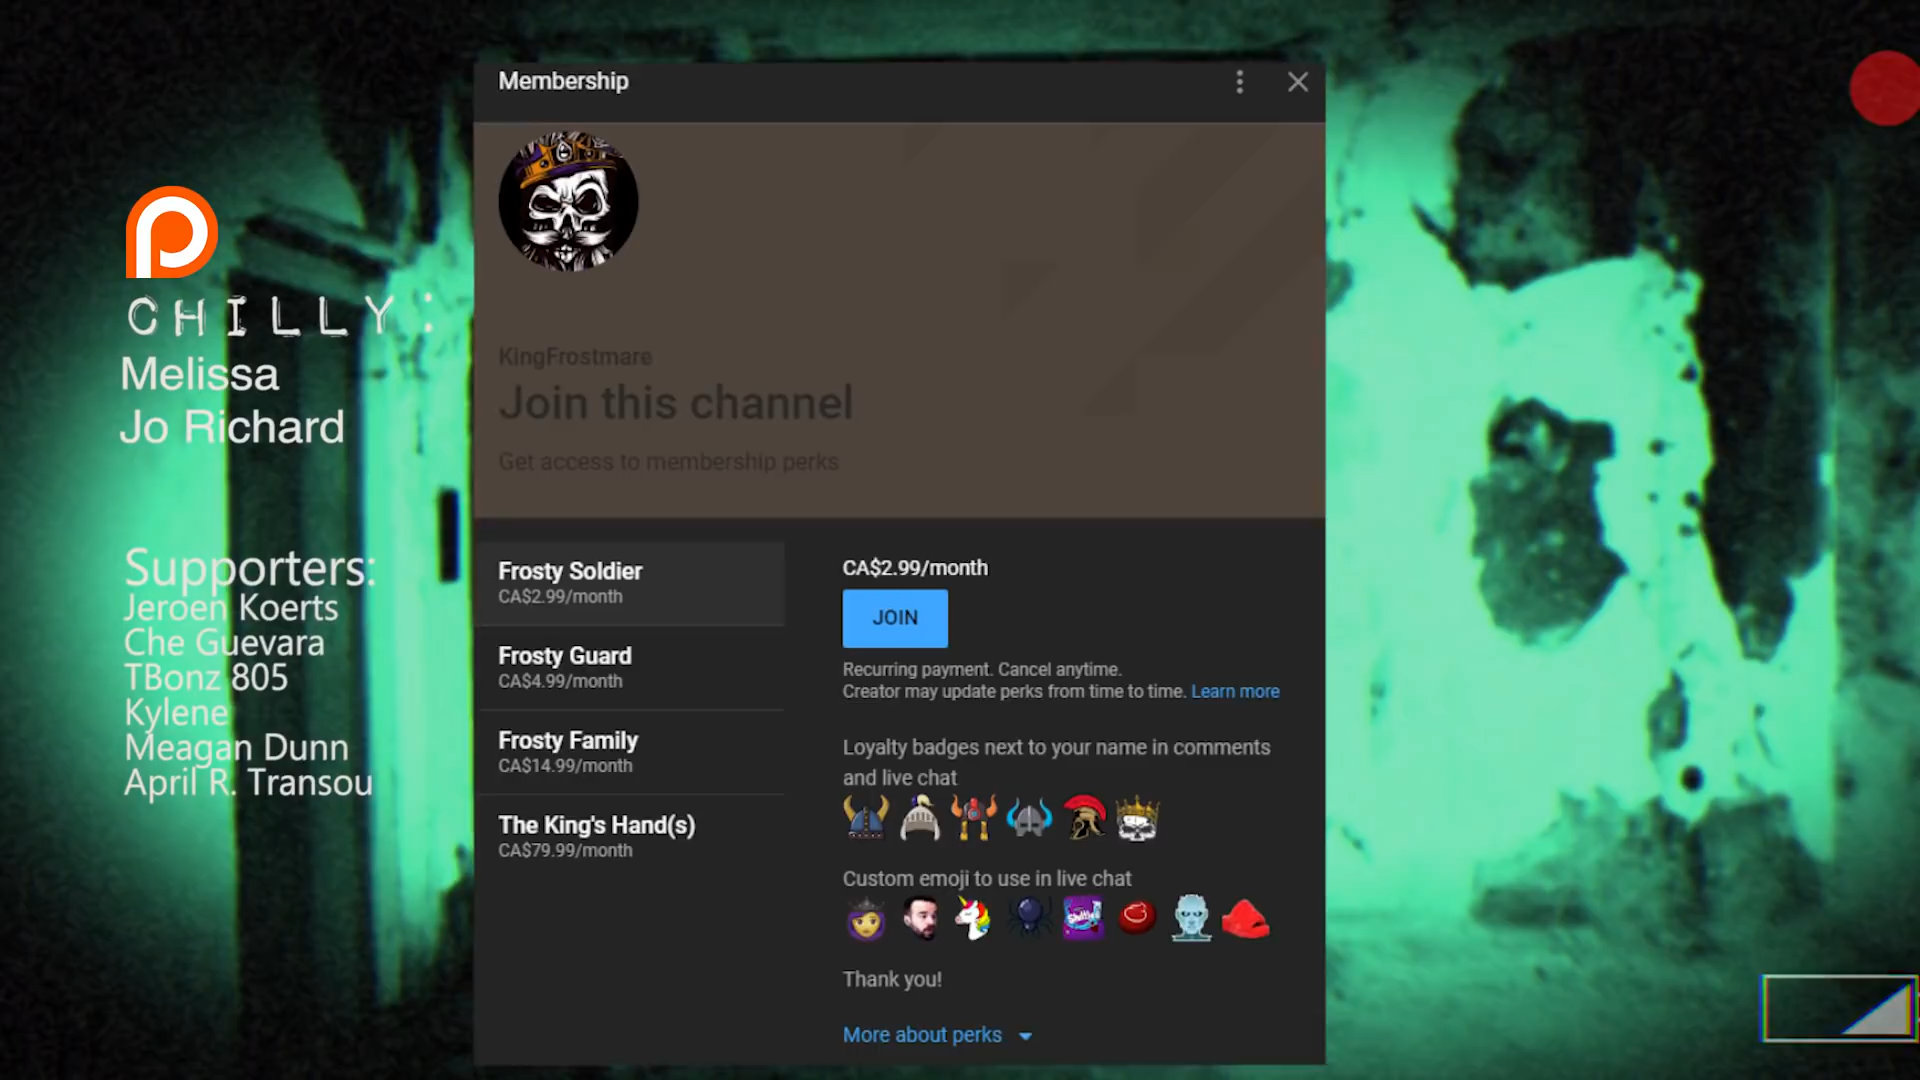 CHILLY:
Melissa
Jo Richard
Supporters:
Jeroen Koerts
Che Guevara
TBonz 805
Kylene
Meagan Dunn
April R. Transou
Membership
KingFrostmare
Join this channel
Get access to membership perks
Frosty Soldier
CA$2.99/month
Frosty Guard
CA$4.99/month
Frosty Family
CA$14.99/month
The King's Hand(s)
CA$79.99/month
CA$2.99/month
JOIN
Recurring payment. Cancel anytime.
Creator may update perks from time to time. Learn more
Loyalty badges next to your name in comments
and live chat
Custom emoji to use in live chat
Thank you!
More about perks